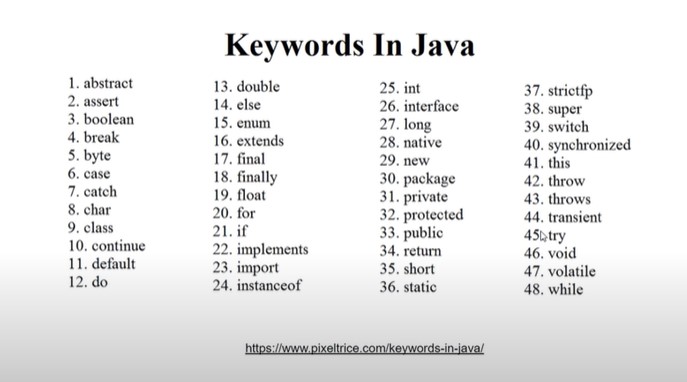 Keywords In Java
1. abstract
2. assert
3. boolean
4. break
5. byte
6. case
7. catch
8. char
9. class
10. continue
11. default
12. do
13. double
14. else
15. enum
16. extends
17. final
18. finally
19. float
20. for
21. if
22. implements
23. import
24. instanceof
25. int
26. interface
27. long
28. native
29. new
30. package
31. private
32. protected
33. public
34. return
35. short
36. static
37. strictfp
38. super
39. switch
40. synchronized
41. this
42. throw
43. throws
44. transient
45. try
46. void
47. volatile
48. while
https://www.pixeltrice.com/keywords-in-java/